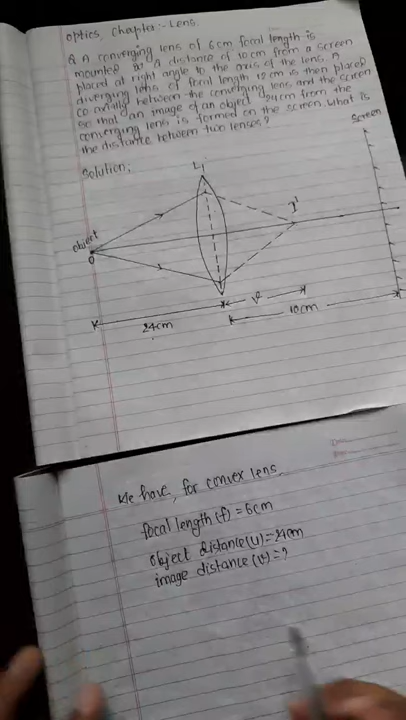 Optics, Chapter:- Lens.
Q. A converging lens of 6cm focal length is
mounted at a distance of 10cm from a screen
placed at right angle to the axis of the lens. A
diverging lens of focal length 12cm is then placed
co-axially between the converging lens and the screen
so that an image of an object 24cm from the
converging lens is formed on the screen. What is
the distance between two lenses?
Solution;
Screen
L₁
I'
object
O
24cm
v'
10cm
We have, for convex lens
focal length (f) = 6cm
object distance (u) = 24cm
image distance (v) = ?